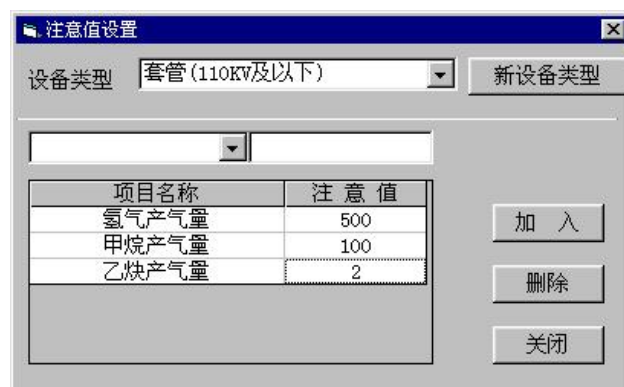 注意值设置
设备类型 套管(110KV及以下) 新设备类型
项目名称 注意值
氢气产气量 500
甲烷产气量 100
乙炔产气量 2
加入
删除
关闭